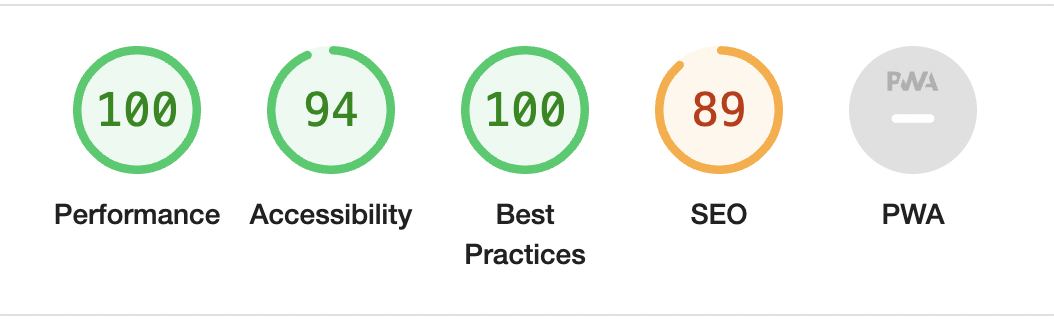 100
94
100
89
PWA
Performance
Accessibility
Best
Practices
SEO
PWA